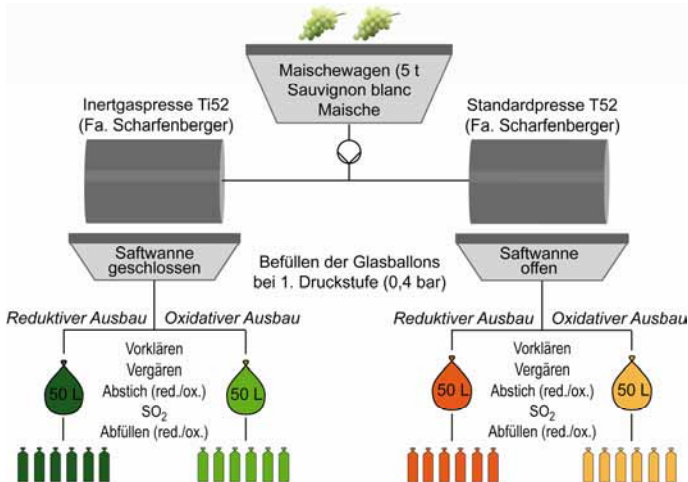 Maischewagen (5 t
Sauvignon blanc
Maische
Inertgaspresse Ti52
(Fa. Scharfenberger)
Standardpresse T52
(Fa. Scharfenberger)
Saftwanne
geschlossen
Befüllen der Glasballons
bei 1. Druckstufe (0,4 bar)
Saftwanne
offen
Reduktiver Ausbau
Oxidativer Ausbau
Vorklären
Vergären
Abstich (red./ox.)
SO₂
Abfüllen (red./ox.)
50 L
50 L
Reduktiver Ausbau
Oxidativer Ausbau
Vorklären
Vergären
Abstich (red./ox.)
SO₂
Abfüllen (red./ox.)
50 L
50 L